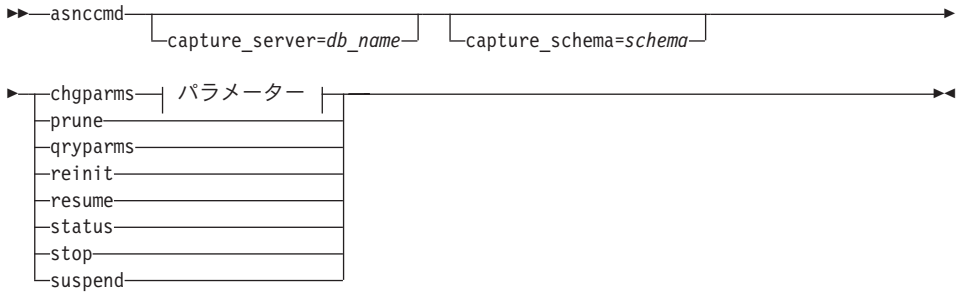 asnccmd
capture_server=db_name capture_schema=schema
chgparms パラメーター
prune
qryparms
reinit
resume
status
stop
suspend